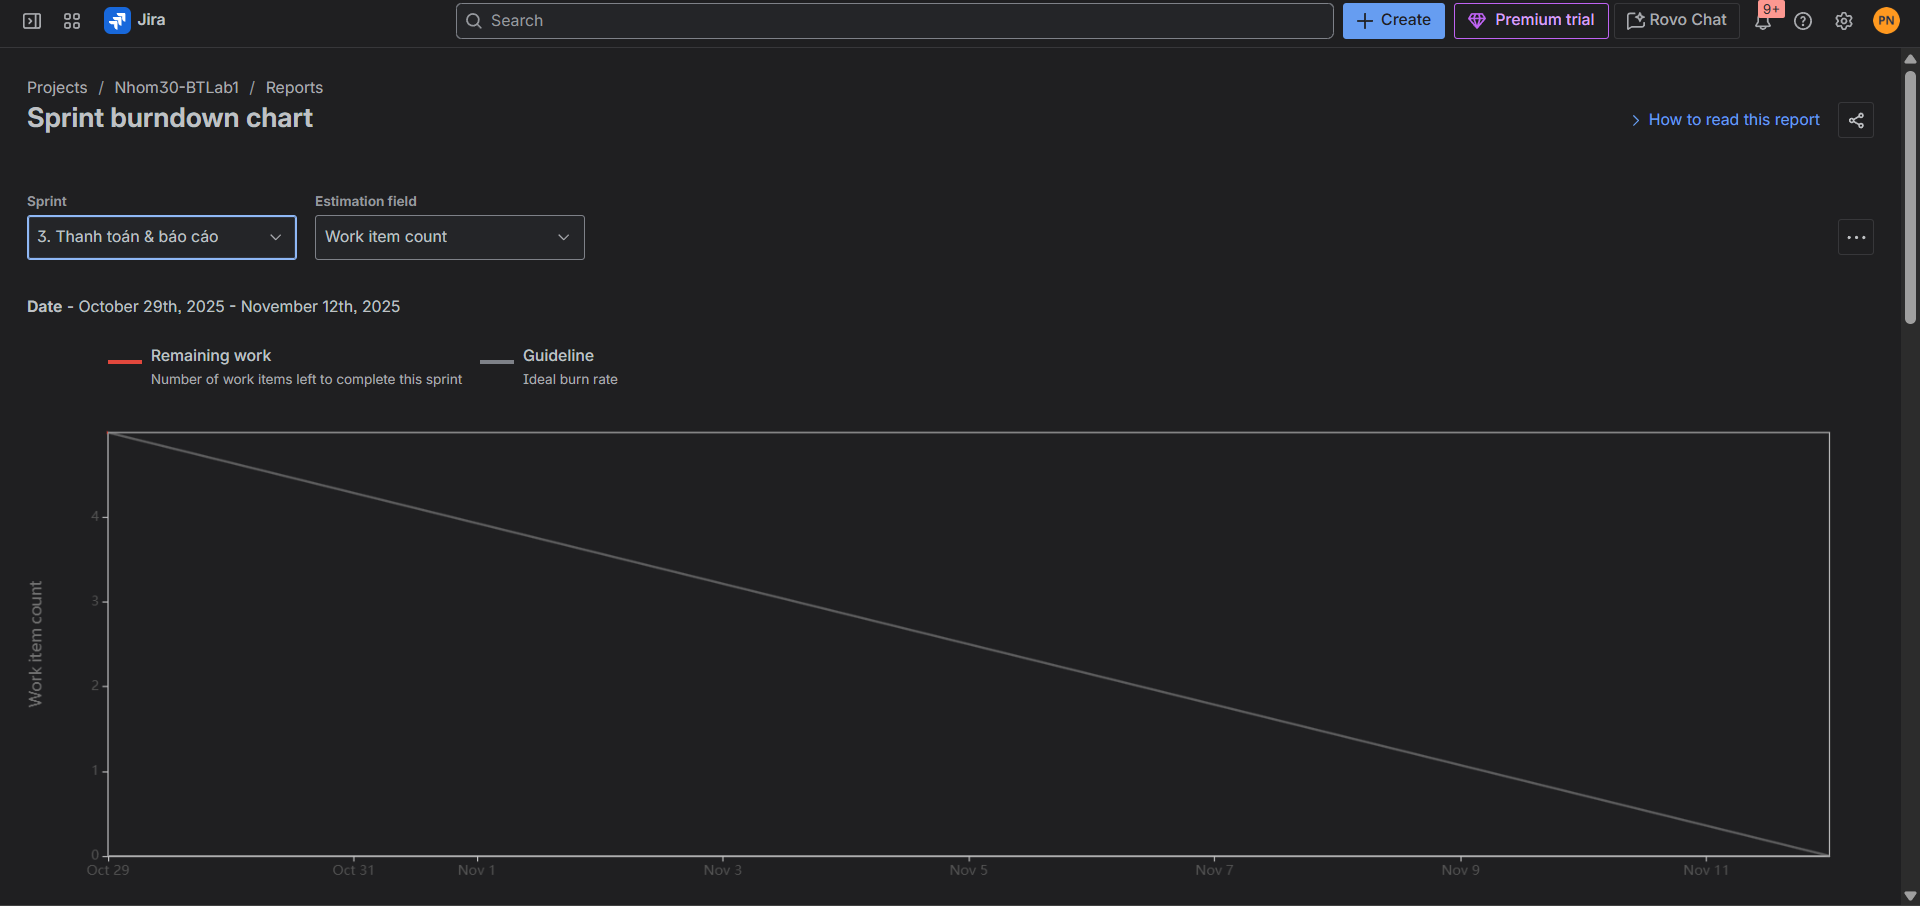 Jira
Search
Create
Premium trial
Rovo Chat
9+
PN
Projects / Nhom30-BTLab1 / Reports
Sprint burndown chart
How to read this report
Sprint
Estimation field
3. Thanh toán & báo cáo
Work item count
Date - October 29th, 2025 - November 12th, 2025
Remaining work
Number of work items left to complete this sprint
Guideline
Ideal burn rate
Work item count
4
3
2
1
0
Oct 29 Oct 31 Nov 1 Nov 3 Nov 5 Nov 7 Nov 9 Nov 11